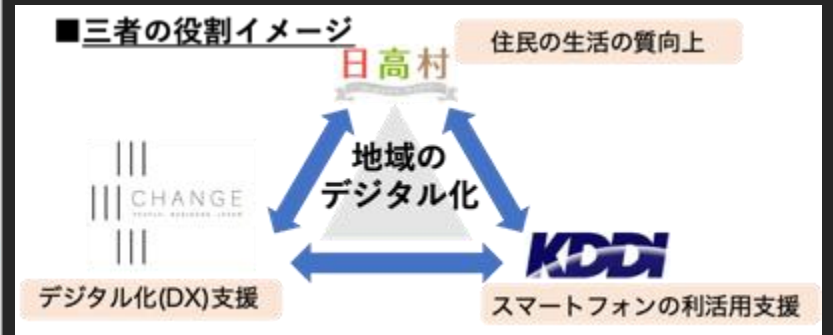 ■三者の役割イメージ
日高村
住民の生活の質向上
地域の
デジタル化
CHANGE
KDDI
デジタル化(DX)支援
スマートフォンの利活用支援